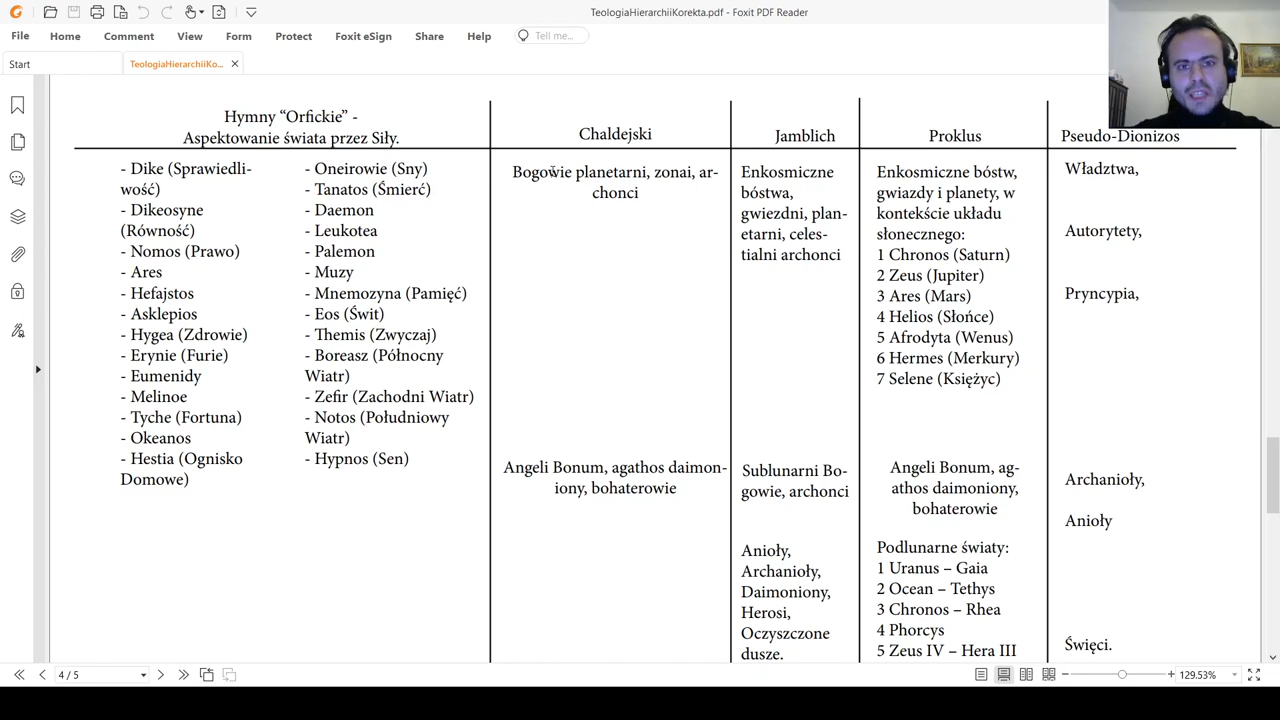 TeologiaHierarchiiKorekta.pdf - Foxit PDF Reader
File Home Comment View Form Protect Foxit eSign Share Help Tell me...
Start TeologiaHierarchiiKo...
Hymny “Orfickie” -
Aspektowanie świata przez Siły.
- Dike (Sprawiedli-
wość)
- Dikeosyne
(Równość)
- Nomos (Prawo)
- Ares
- Hefajstos
- Asklepios
- Hygea (Zdrowie)
- Erynie (Furie)
- Eumenidy
- Melinoe
- Tyche (Fortuna)
- Okeanos
- Hestia (Ognisko
Domowe)
- Oneirowie (Sny)
- Tanatos (Śmierć)
- Daemon
- Leukotea
- Palemon
- Muzy
- Mnemozyna (Pamięć)
- Eos (Świt)
- Themis (Zwyczaj)
- Boreasz (Północny
Wiatr)
- Zefir (Zachodni Wiatr)
- Notos (Południowy
Wiatr)
- Hypnos (Sen)
Chaldejski
Bogowie planetarni, zonai, ar-
chonci
Angeli Bonum, agathos daimon-
iony, bohaterowie
Jamblich
Enkosmiczne
bóstwa,
gwiezdni, plan-
etarni, celes-
tialni archonci
Sublunarni Bo-
gowie, archonci
Anioły,
Archanioły,
Daimoniony,
Herosi,
Oczyszczone
dusze.
Proklus
Enkosmiczne bóstw,
gwiazdy i planety, w
kontekście układu
słonecznego:
1 Chronos (Saturn)
2 Zeus (Jupiter)
3 Ares (Mars)
4 Helios (Słońce)
5 Afrodyta (Wenus)
6 Hermes (Merkury)
7 Selene (Księżyc)
Angeli Bonum, ag-
athos daimoniony,
bohaterowie
Podlunarne światy:
1 Uranus – Gaia
2 Ocean – Tethys
3 Chronos – Rhea
4 Phorcys
5 Zeus IV – Hera III
Pseudo-Dionizos
Władztwa,
Autorytety,
Pryncypia,
Archanioły,
Anioły
Święci.
4 / 5
129.53%